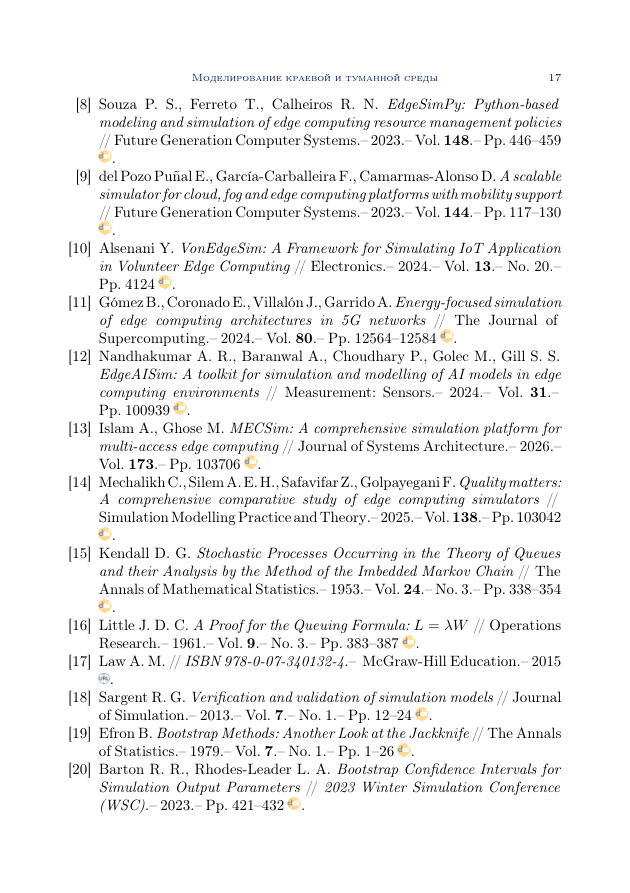 Моделирование краевой и туманной среды 17
[8] Souza P. S., Ferreto T., Calheiros R. N. EdgeSimPy: Python-based
modeling and simulation of edge computing resource management policies
// Future Generation Computer Systems.– 2023.– Vol. 148.– Pp. 446–459
.
[9] del Pozo Puñal E., García-Carballeira F., Camarmas-Alonso D. A scalable
simulator for cloud, fog and edge computing platforms with mobility support
// Future Generation Computer Systems.– 2023.– Vol. 144.– Pp. 117–130
.
[10] Alsenani Y. VonEdgeSim: A Framework for Simulating IoT Application
in Volunteer Edge Computing // Electronics.– 2024.– Vol. 13.– No. 20.–
Pp. 4124 .
[11] Gómez B., Coronado E., Villalón J., Garrido A. Energy-focused simulation
of edge computing architectures in 5G networks // The Journal of
Supercomputing.– 2024.– Vol. 80.– Pp. 12564–12584 .
[12] Nandhakumar A. R., Baranwal A., Choudhary P., Golec M., Gill S. S.
EdgeAISim: A toolkit for simulation and modelling of AI models in edge
computing environments // Measurement: Sensors.– 2024.– Vol. 31.–
Pp. 100939 .
[13] Islam A., Ghose M. MECSim: A comprehensive simulation platform for
multi-access edge computing // Journal of Systems Architecture.– 2026.–
Vol. 173.– Pp. 103706 .
[14] Mechalikh C., Silem A. E. H., Safavifar Z., Golpayegani F. Quality matters:
A comprehensive comparative study of edge computing simulators //
Simulation Modelling Practice and Theory.– 2025.– Vol. 138.– Pp. 103042
.
[15] Kendall D. G. Stochastic Processes Occurring in the Theory of Queues
and their Analysis by the Method of the Imbedded Markov Chain // The
Annals of Mathematical Statistics.– 1953.– Vol. 24.– No. 3.– Pp. 338–354
.
[16] Little J. D. C. A Proof for the Queuing Formula: L = λW // Operations
Research.– 1961.– Vol. 9.– No. 3.– Pp. 383–387 .
[17] Law A. M. // ISBN 978-0-07-340132-4.– McGraw-Hill Education.– 2015
URL.
[18] Sargent R. G. Verification and validation of simulation models // Journal
of Simulation.– 2013.– Vol. 7.– No. 1.– Pp. 12–24 .
[19] Efron B. Bootstrap Methods: Another Look at the Jackknife // The Annals
of Statistics.– 1979.– Vol. 7.– No. 1.– Pp. 1–26 .
[20] Barton R. R., Rhodes-Leader L. A. Bootstrap Confidence Intervals for
Simulation Output Parameters // 2023 Winter Simulation Conference
(WSC).– 2023.– Pp. 421–432 .